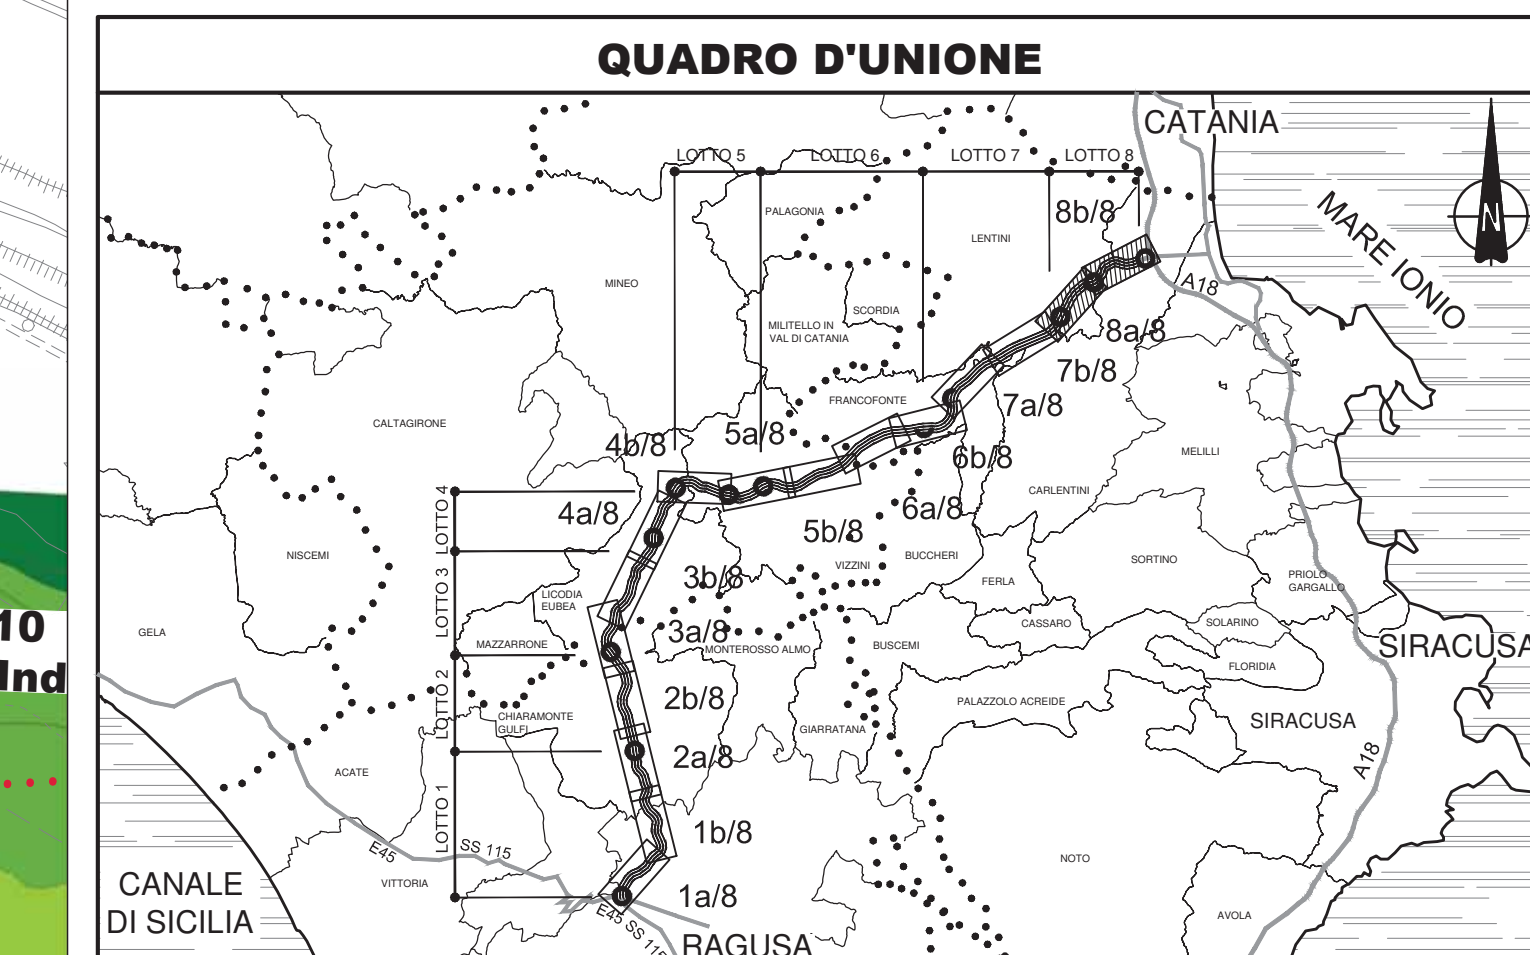 QUADRO D'UNIONE
CATANIA
LOTTO 5
LOTTO 6
LOTTO 7
LOTTO 8
PALAGONIA
8b/8
LENTINI
MARE IONIO
N
MINEO
A18
SCORDIA
MILITELLO IN
VAL DI CATANIA
8a/8
7b/8
FRANCOFONTE
7a/8
CALTAGIRONE
4b/8
5a/8
6b/8
MELILLI
CARLENTINI
LOTTO 4
4a/8
6a/8
5b/8
NISCEMI
BUCCHERI
VIZZINI
SORTINO
FERLA
PRIOLO
GARGALLO
3b/8
LOTTO 3
LICODIA
EUBEA
10
GELA
3a/8
CASSARO
SOLARINO
MAZZARRONE
MONTEROSSO ALMO
BUSCEMI
SIRACUSA
FLORIDIA
Ind
LOTTO 2
2b/8
PALAZZOLO ACREIDE
CHIARAMONTE
GULFI
GIARRATANA
SIRACUSA
2a/8
A18
ACATE
LOTTO 1
1b/8
E45
SS 115
NOTO
CANALE
DI SICILIA
VITTORIA
1a/8
E45 SS 115
AVOLA
RAGUSA